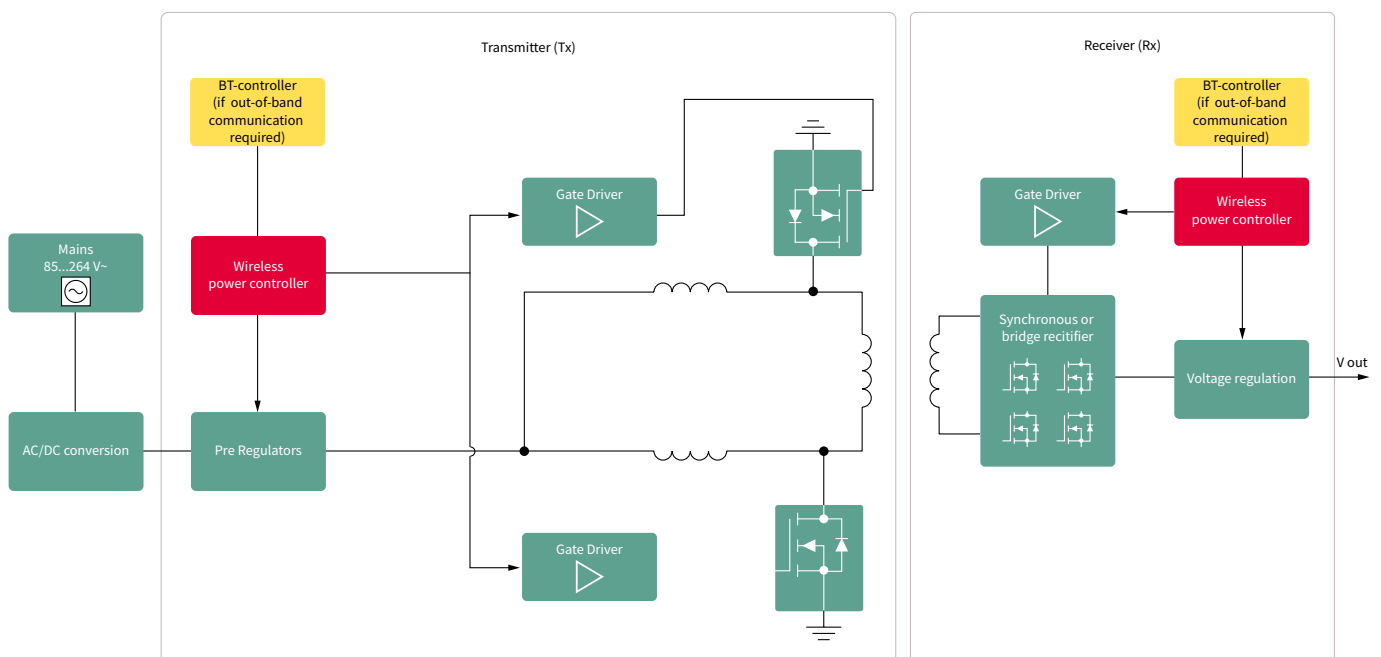 Transmitter (Tx)
Receiver (Rx)
BT-controller
(if out-of-band
communication
required)
BT-controller
(if out-of-band
communication
required)
Gate Driver
Gate Driver
Wireless
power controller
Mains
85...264 V~
Wireless
power controller
Synchronous or
bridge recitifier
V out
Voltage regulation
AC/DC conversion
Pre Regulators
Gate Driver